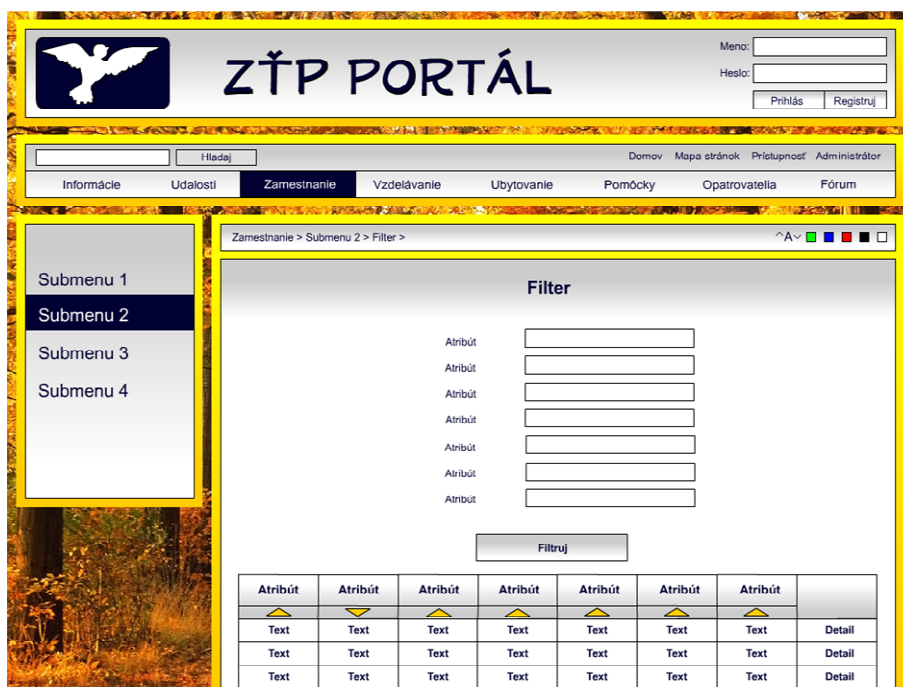 Meno:
ZŤP PORTÁL
Heslo:
Prihlás Registruj
Hladaj Domov Mapa stránok Prístupnosť Administrátor
Informácie Udalosti Zamestnanie Vzdelávanie Ubytovanie Pomôcky Opatrovatelia Fórum
Zamestnanie > Submenu 2 > Filter > ^A
Submenu 1
Submenu 2
Submenu 3
Submenu 4
Filter
Atribút
Atribút
Atribút
Atribút
Atribút
Atribút
Atribút
Filtruj
Atribút Atribút Atribút Atribút Atribút Atribút Atribút
Text Text Text Text Text Text Text Detail
Text Text Text Text Text Text Text Detail
Text Text Text Text Text Text Text Detail